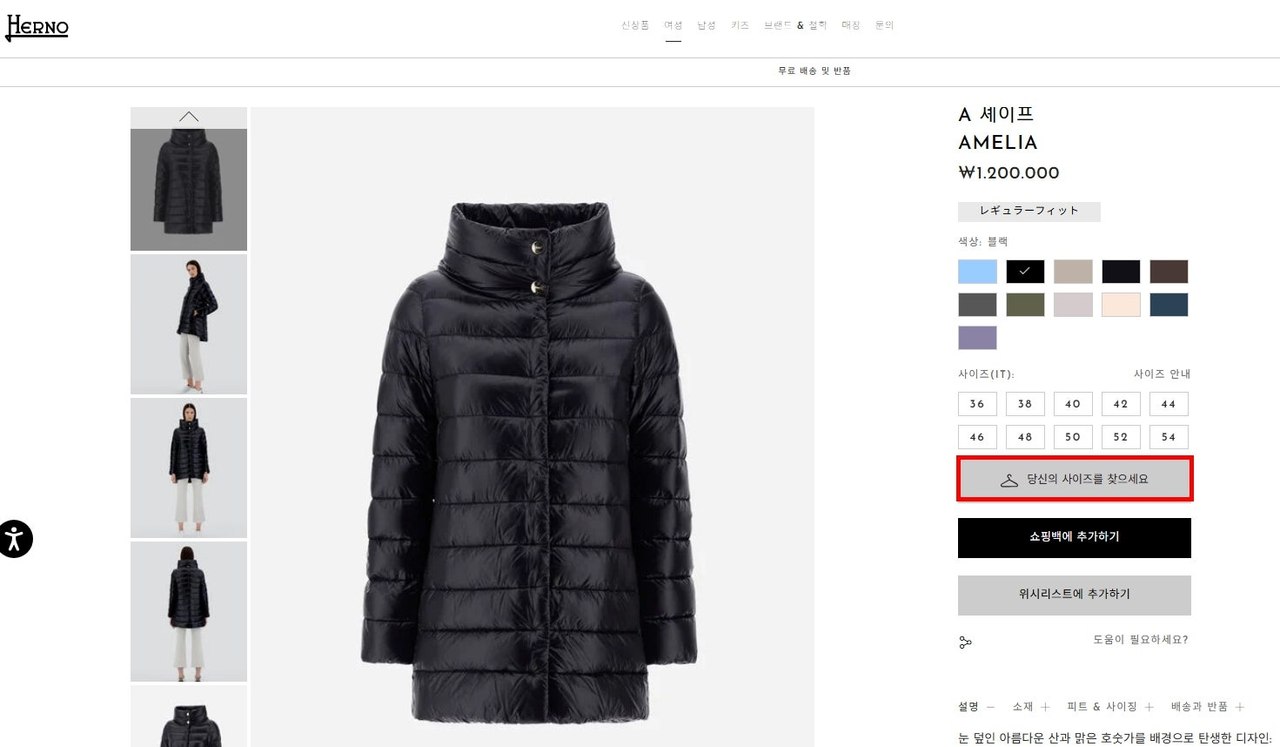 HERNO
신상품 여성 남성 키즈 브랜드 & 철학 매장 문의
무료 배송 및 반품
A 셰이프
AMELIA
₩1.200.000
レギュラーフィット
색상: 블랙
사이즈(IT): 사이즈 안내
36 38 40 42 44
46 48 50 52 54
당신의 사이즈를 찾으세요
쇼핑백에 추가하기
위시리스트에 추가하기
도움이 필요하세요?
설명 − 소재 + 피트 & 사이징 + 배송과 반품 +
눈 덮인 아름다운 산과 맑은 호숫가를 배경으로 탄생한 디자인: